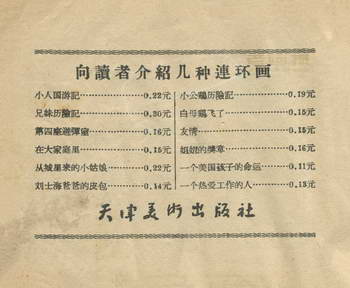 向讀者介紹几种連环画
小人国游記……………0.22元
兄妹历險記……………0.30元
第四座避彈窟…………0.16元
在大家庭里……………0.15元
从城里来的小姑娘……0.22元
刘士海爸爸的皮包……0.14元
小公鷄历險記…………0.19元
白母鷄飞了……………0.15元
友情……………………0.15元
姐姐的獎章……………0.16元
一个美国孩子的命运…0.11元
一个热爱工作的人……0.13元
天津美術出版社